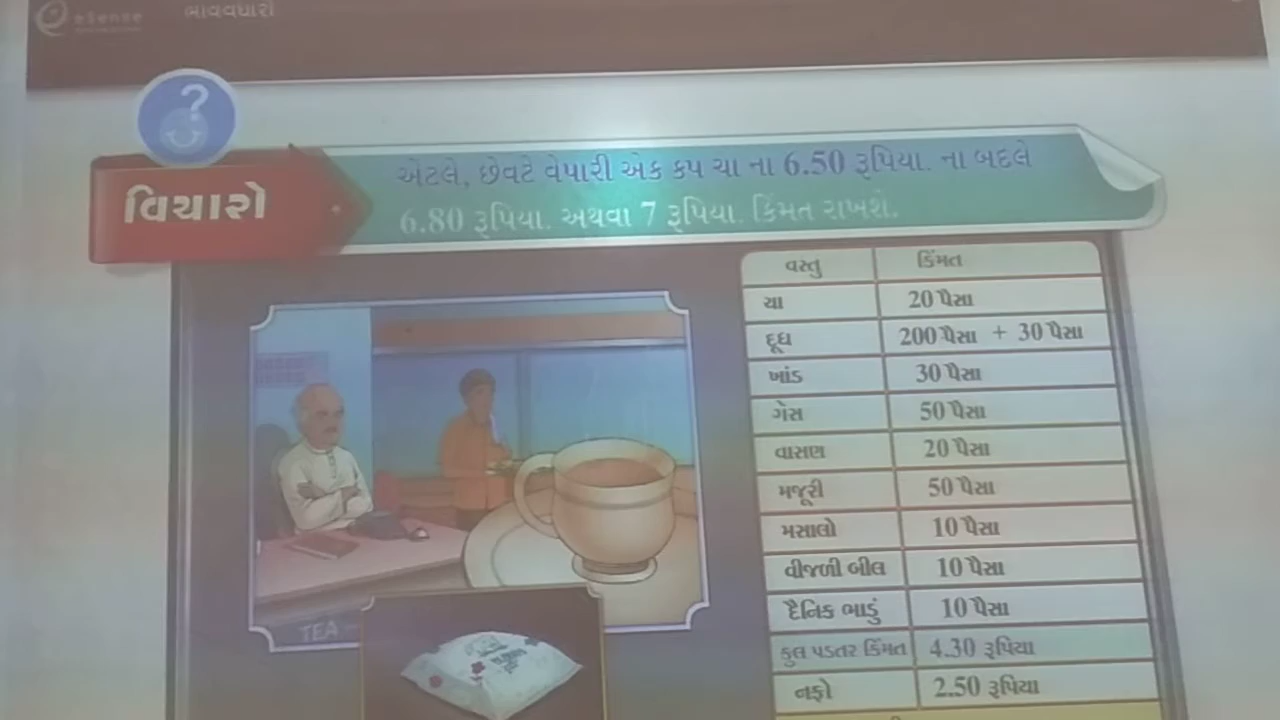 eSense
ભાવવધારો
?
વિચારો
એટલે, છેવટે વેપારી એક કપ ચા ના 6.50 રૂપિયા. ના બદલે
6.80 રૂપિયા. અથવા 7 રૂપિયા. કિંમત રાખશે.
વસ્તુ કિંમત
ચા 20 પૈસા
દૂધ 200 પૈસા + 30 પૈસા
ખાંડ 30 પૈસા
ગેસ 50 પૈસા
વાસણ 20 પૈસા
મજૂરી 50 પૈસા
મસાલો 10 પૈસા
વીજળી બીલ 10 પૈસા
દૈનિક ભાડું 10 પૈસા
કુલ પડતર કિંમત 4.30 રૂપિયા
નફો 2.50 રૂપિયા
TEA